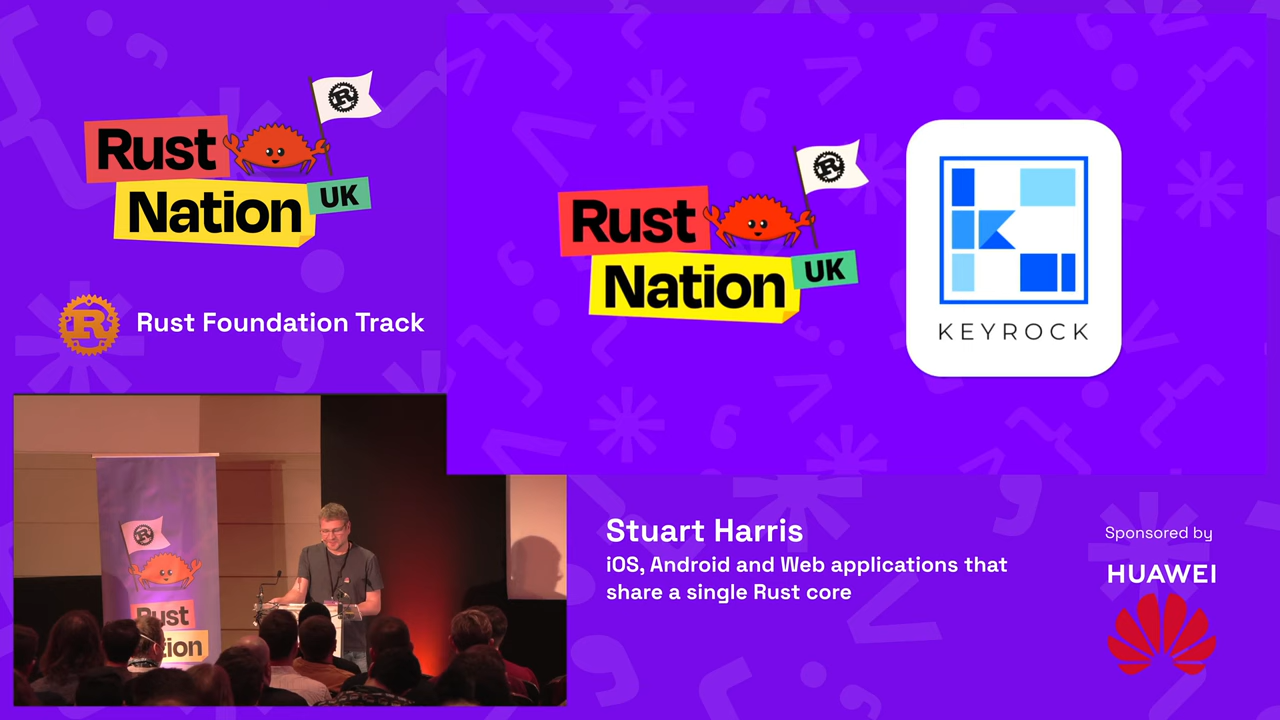 Rust
Nation
UK
Rust Foundation Track
Rust
Nation
UK
KEYROCK
Rust
Stuart Harris
iOS, Android and Web applications that
share a single Rust core
Sponsored by
HUAWEI